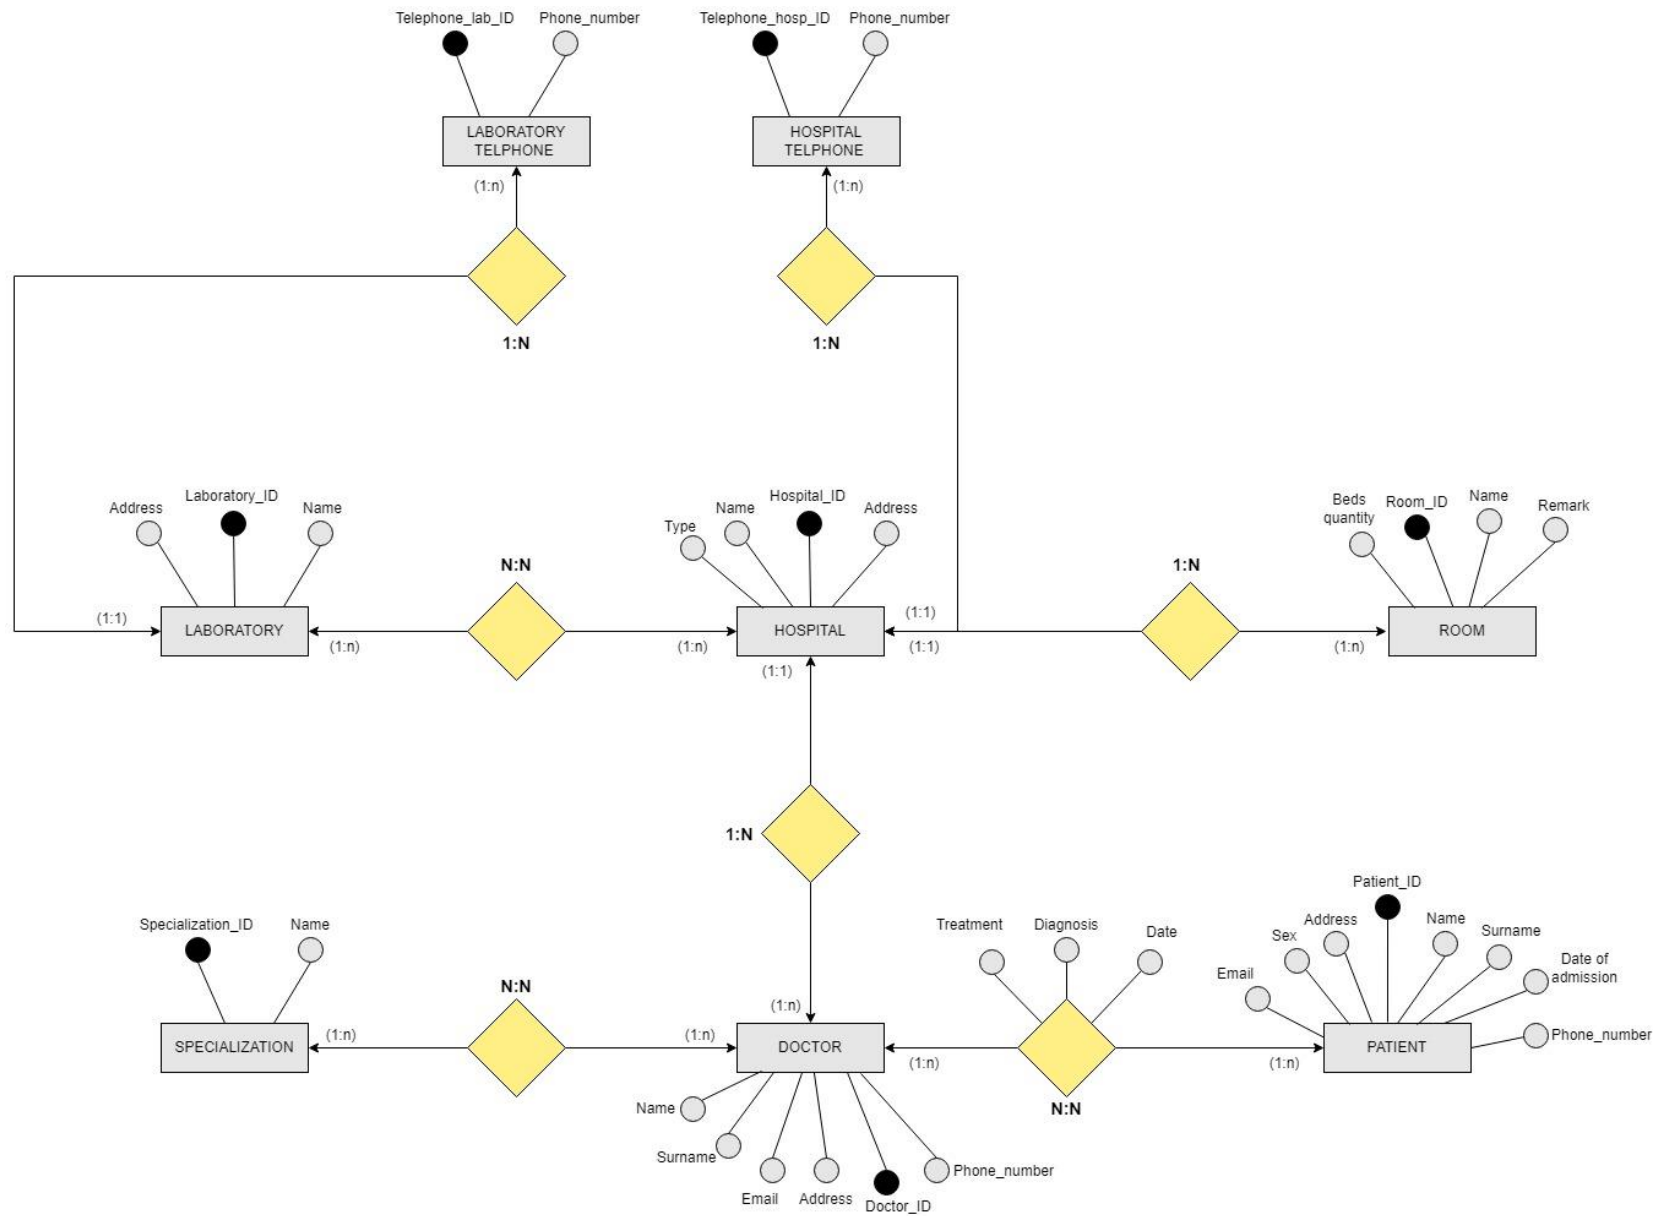 Telephone_lab_ID
Phone_number
Telephone_hosp_ID
Phone_number
LABORATORY
TELPHONE
HOSPITAL
TELPHONE
(1:n)
(1:n)
1:N
1:N
Address
Laboratory_ID
Name
Type
Name
Hospital_ID
Address
Beds
quantity
Room_ID
Name
Remark
N:N
1:N
(1:1)
LABORATORY
(1:n)
(1:n)
HOSPITAL
(1:1)
(1:1)
(1:1)
(1:n)
ROOM
1:N
Specialization_ID
Name
Treatment
Diagnosis
Date
Email
Sex
Address
Patient_ID
Name
Surname
Date of
admission
Phone_number
N:N
(1:n)
SPECIALIZATION
(1:n)
(1:n)
DOCTOR
(1:n)
(1:n)
PATIENT
N:N
Name
Surname
Email
Address
Doctor_ID
Phone_number